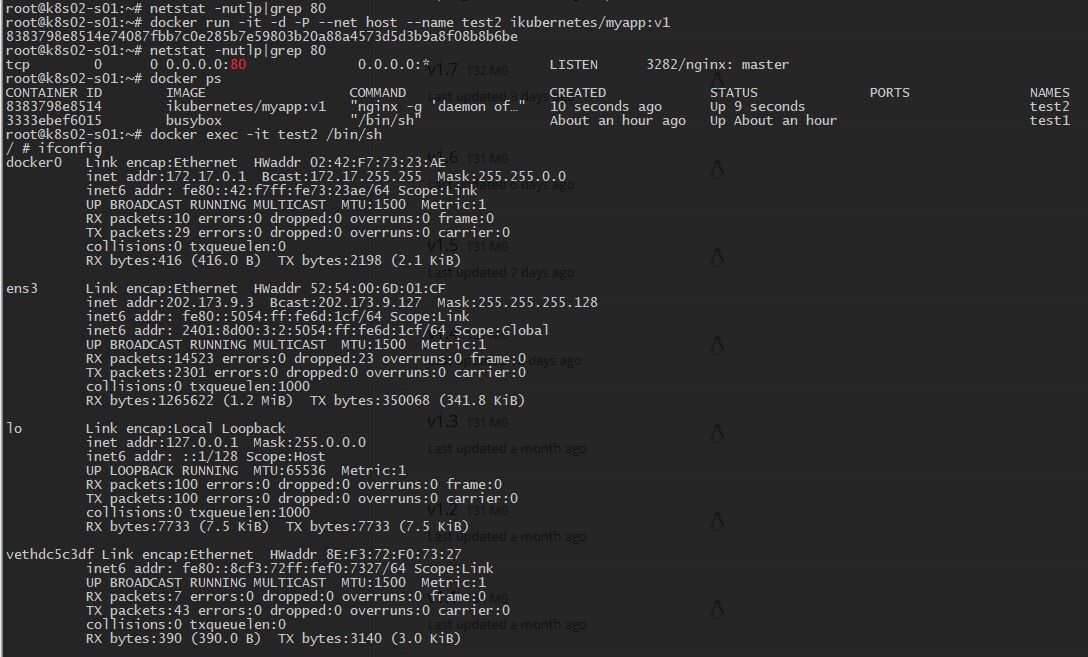 root@k8s02-s01:~# netstat -nutlp|grep 80
root@k8s02-s01:~# docker run -it -d -P --net host --name test2 ikubernetes/myapp:v1
8383798e8514e74087fbb7c0e285b7e59803b20a88a4573d5d3b9a8f08b8b6be
root@k8s02-s01:~# netstat -nutlp|grep 80
tcp 0 0 0.0.0.0:80 0.0.0.0:* LISTEN 3282/nginx: master
v1.7 132 MB
root@k8s02-s01:~# docker ps
CONTAINER ID IMAGE COMMAND CREATED STATUS PORTS NAMES
Last updated 3 days
8383798e8514 ikubernetes/myapp:v1 "nginx -g 'daemon of…" 10 seconds ago Up 9 seconds test2
3333ebef6015 busybox "/bin/sh" About an hour ago Up About an hour test1
root@k8s02-s01:~# docker exec -it test2 /bin/sh
/ # ifconfig
docker0 Link encap:Ethernet HWaddr 02:42:F7:73:23:AE
v1.6 131 MB
inet addr:172.17.0.1 Bcast:172.17.255.255 Mask:255.255.0.0
Last updated 6 days ago
inet6 addr: fe80::42:f7ff:fe73:23ae/64 Scope:Link
UP BROADCAST RUNNING MULTICAST MTU:1500 Metric:1
RX packets:10 errors:0 dropped:0 overruns:0 frame:0
TX packets:29 errors:0 dropped:0 overruns:0 carrier:0
collisions:0 txqueuelen:0
v1.5 131 MB
RX bytes:416 (416.0 B) TX bytes:2198 (2.1 KiB)
Last updated 7 days ago
ens3 Link encap:Ethernet HWaddr 52:54:00:6D:01:CF
inet addr:202.173.9.3 Bcast:202.173.9.127 Mask:255.255.255.128
inet6 addr: fe80::5054:ff:fe6d:1cf/64 Scope:Link
inet6 addr: 2401:8d00:3:2:5054:ff:fe6d:1cf/64 Scope:Global
MB
UP BROADCAST RUNNING MULTICAST MTU:1500 Metric:1
RX packets:14523 errors:0 dropped:23 overruns:0 frame:0
days ago
TX packets:2301 errors:0 dropped:0 overruns:0 carrier:0
collisions:0 txqueuelen:1000
RX bytes:1265622 (1.2 MiB) TX bytes:350068 (341.8 KiB)
v1.3 131 MB
lo Link encap:Local Loopback
inet addr:127.0.0.1 Mask:255.0.0.0
Last updated a month ago
inet6 addr: ::1/128 Scope:Host
UP LOOPBACK RUNNING MTU:65536 Metric:1
RX packets:100 errors:0 dropped:0 overruns:0 frame:0
TX packets:100 errors:0 dropped:0 overruns:0 carrier:0
collisions:0 txqueuelen:1000
v1.2 131 MB
RX bytes:7733 (7.5 KiB) TX bytes:7733 (7.5 KiB)
Last updated a month ago
vethdc5c3df Link encap:Ethernet HWaddr 8E:F3:72:F0:73:27
inet6 addr: fe80::8cf3:72ff:fef0:7327/64 Scope:Link
UP BROADCAST RUNNING MULTICAST MTU:1500 Metric:1
RX packets:7 errors:0 dropped:0 overruns:0 frame:0
MB
TX packets:43 errors:0 dropped:0 overruns:0 carrier:0
collisions:0 txqueuelen:0
Last updated a month ago
RX bytes:390 (390.0 B) TX bytes:3140 (3.0 KiB)